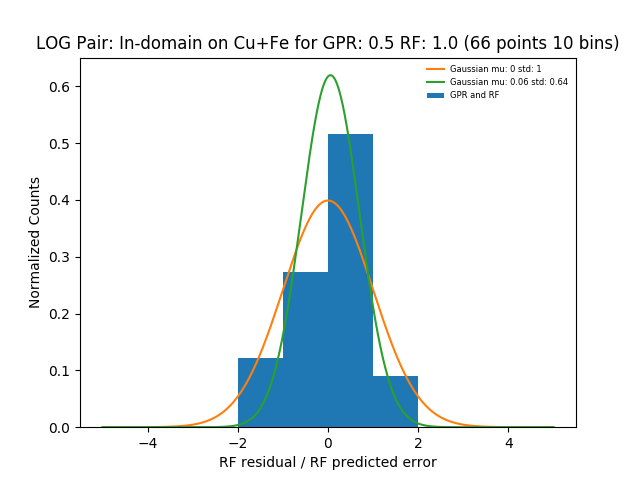 LOG Pair: In-domain on Cu+Fe for GPR: 0.5 RF: 1.0 (66 points 10 bins)
Gaussian mu: 0 std: 1
Gaussian mu: 0.06 std: 0.64
GPR and RF
Normalized Counts
0.6
0.5
0.4
0.3
0.2
0.1
0.0
−4 −2 0 2 4
RF residual / RF predicted error